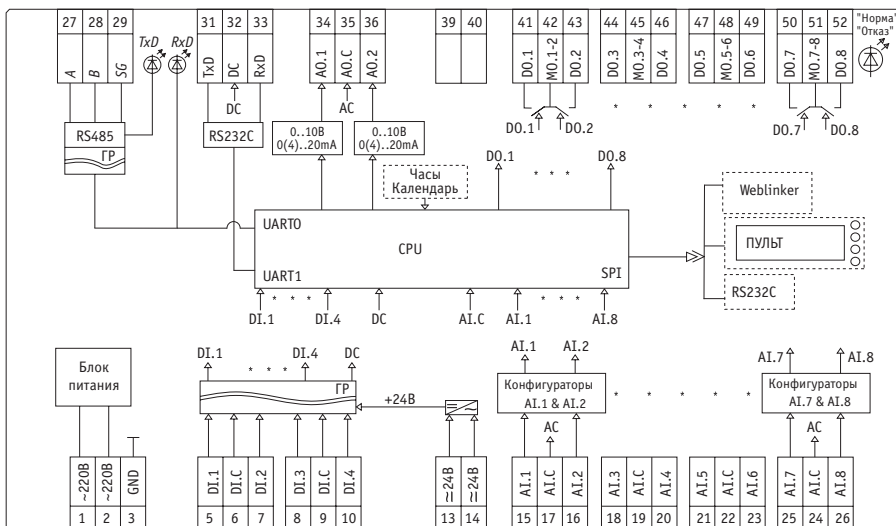 27 28 29 31 32 33 34 35 36 39 40 41 42 43 44 45 46 47 48 49 50 51 52 "Норма"
"Отказ"
A B SG TxD RxD TxD DC RxD AO.1 AO.C AO.2 DO.1 MO.1-2 DO.2 DO.3 MO.3-4 DO.4 DO.5 MO.5-6 DO.6 DO.7 MO.7-8 DO.8
DC AC
RS485 RS232C 0..10В 0..10В DO.1 DO.2 * * * * DO.7 DO.8
0(4)..20mA 0(4)..20mA
ГР
Часы
Календарь
DO.1 * * * DO.8
Weblinker
UART0
CPU
ПУЛЬТ
UART1 SPI
RS232C
* * * * * *
DI.1 DI.4 DC AI.C AI.1 AI.8
DI.1 * * * DI.4 DC AI.1 AI.2 AI.7 AI.8
Блок
питания
ГР
+24В
=
~
Конфигураторы
AI.1 & AI.2
* * * *
Конфигураторы
AI.7 & AI.8
AC AC
~220В ~220В GND DI.1 DI.C DI.2 DI.3 DI.C DI.4 ≃24В ≃24В AI.1 AI.C AI.2 AI.3 AI.C AI.4 AI.5 AI.C AI.6 AI.7 AI.C AI.8
1 2 3 5 6 7 8 9 10 13 14 15 17 16 18 19 20 21 22 23 25 24 26